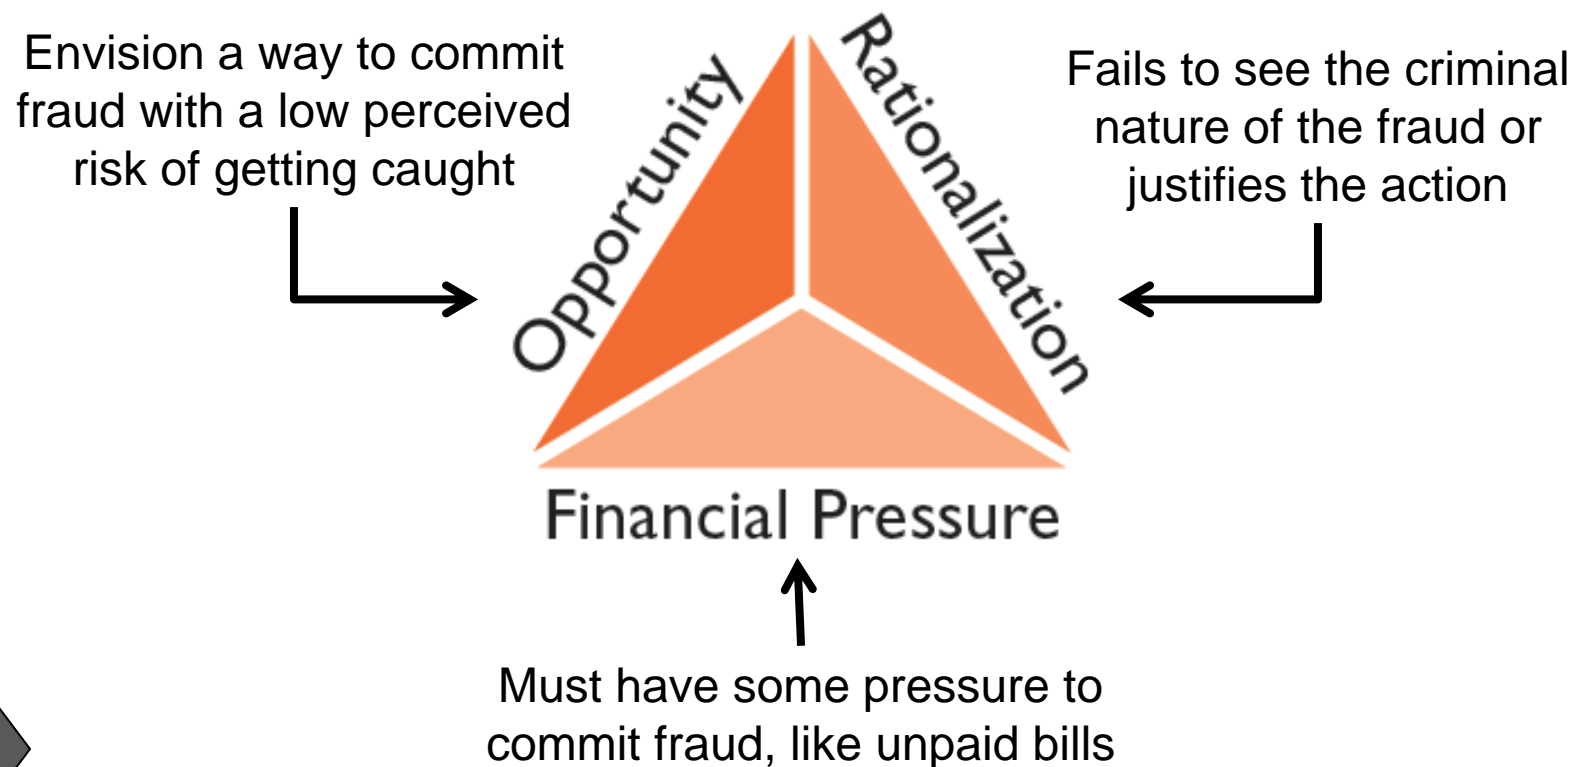 Envision a way to commit
fraud with a low perceived
risk of getting caught
Opportunity
Rationalization
Fails to see the criminal
nature of the fraud or
justifies the action
Financial Pressure
Must have some pressure to
commit fraud, like unpaid bills